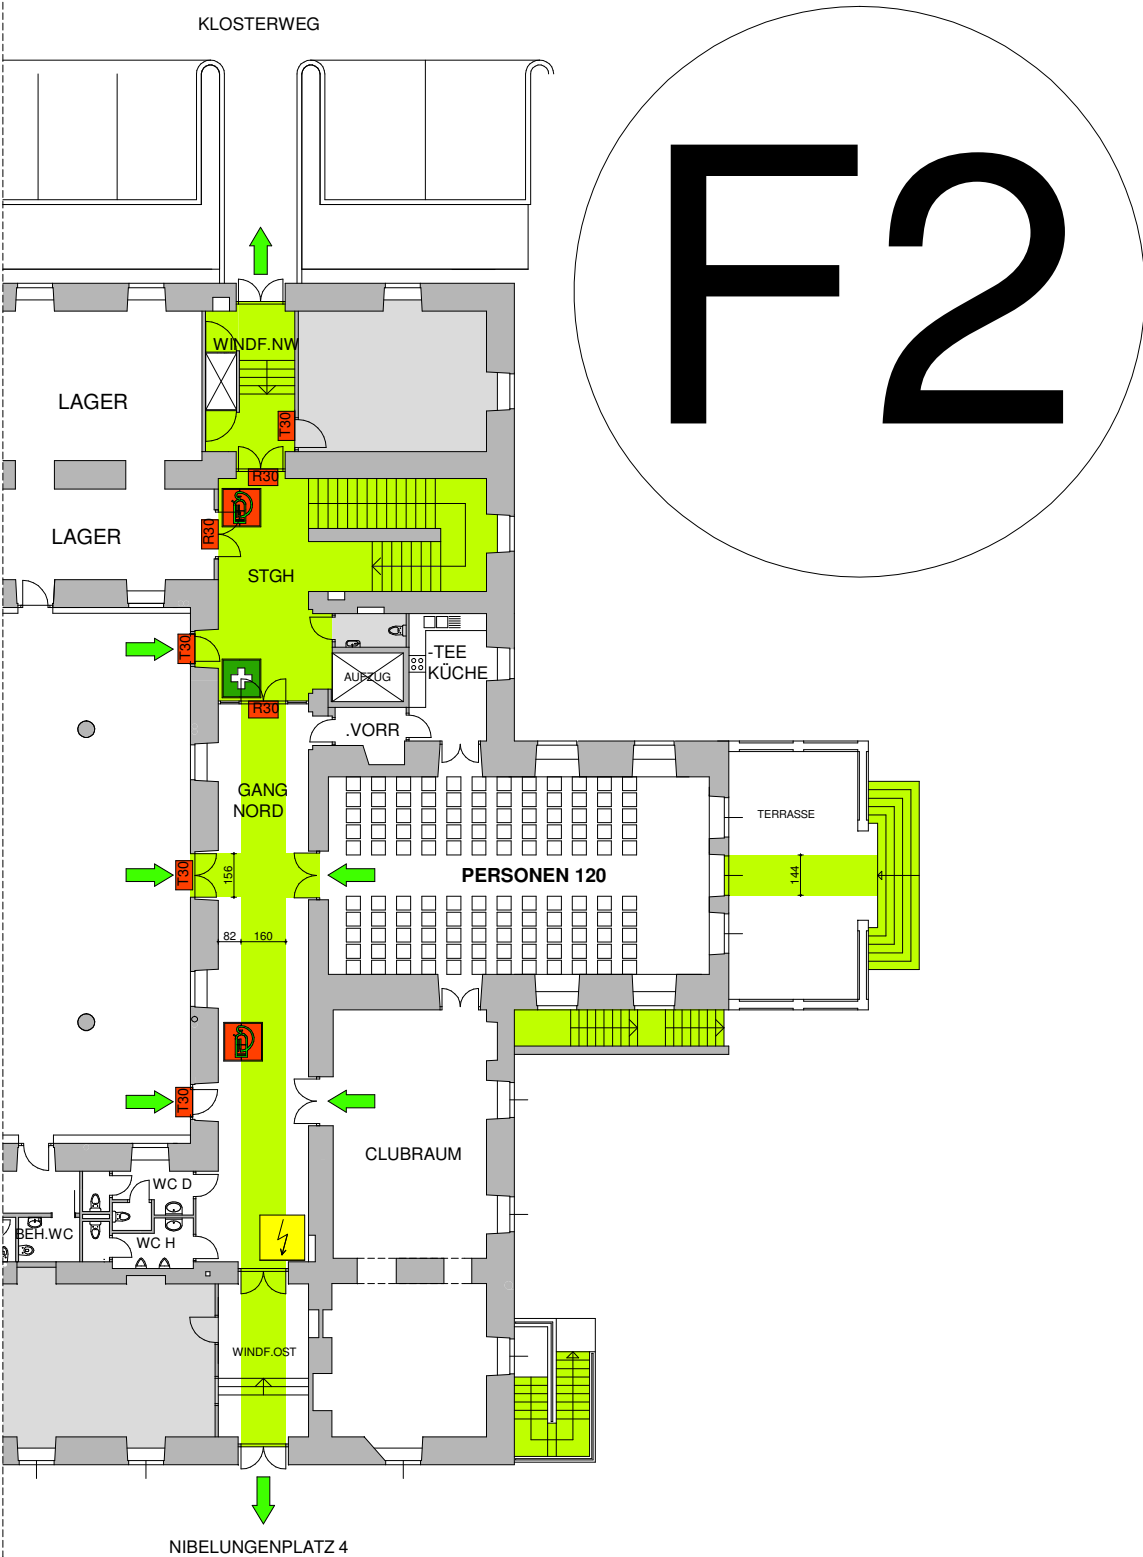 KLOSTERWEG
F2
WINDF.NW
LAGER
T30
R30
LAGER
R30
STGH
T30
-TEE
KÜCHE
AUFZUG
R30
.VORR
GANG
NORD
TERRASSE
T30
156
PERSONEN 120
144
82
160
T30
CLUBRAUM
WC D
BEH.WC
WC H
WINDF.OST
NIBELUNGENPLATZ 4